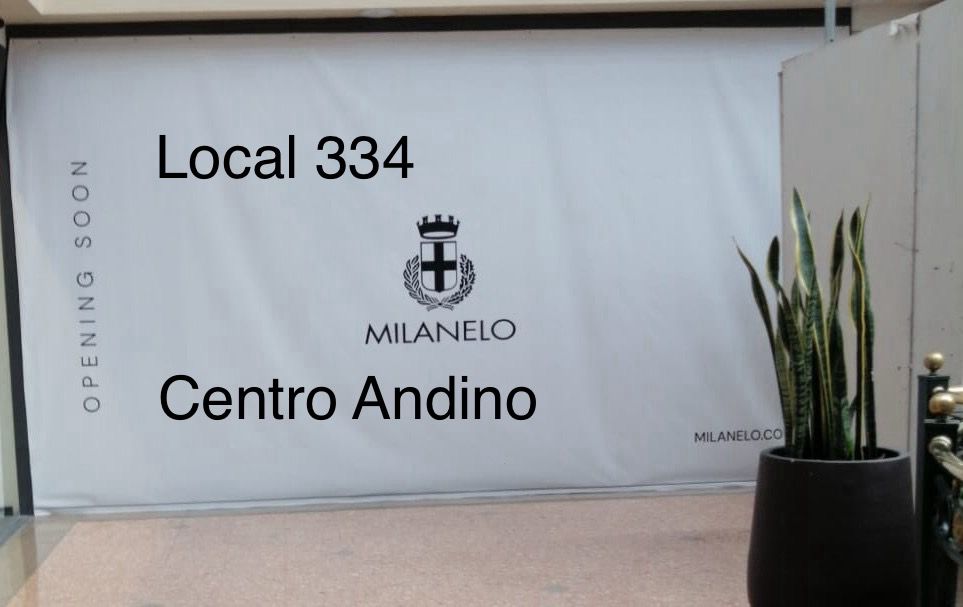 Local 334
OPENING SOON
MILANELO
Centro Andino
MILANELO.CO